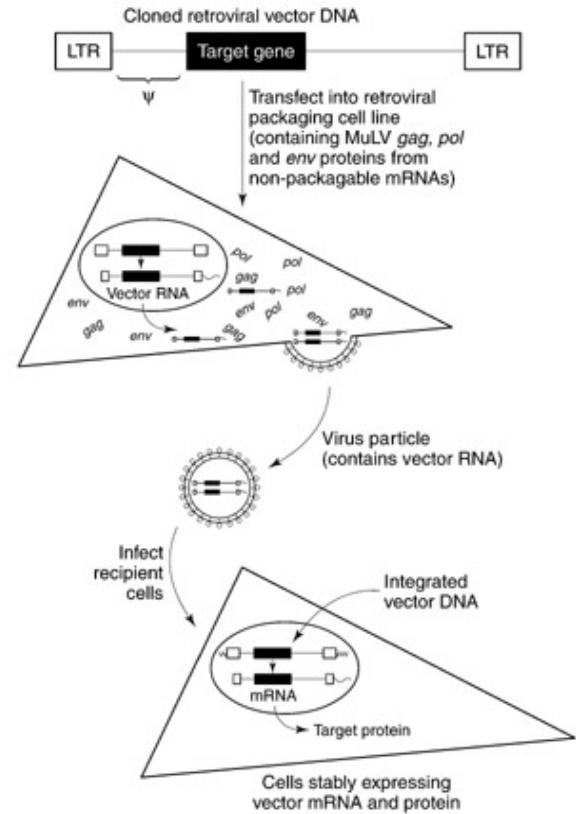 Cloned retroviral vector DNA
LTR
Target gene
LTR
Ψ
Transfect into retroviral
packaging cell line
(containing MuLV gag, pol
and env proteins from
non-packagable mRNAs)
pol
pol
gag
pol
Vector RNA
env
env
pol
env
gag
gag
env
gag
Virus particle
(contains vector RNA)
Infect
recipient
cells
Integrated
vector DNA
mRNA
Target protein
Cells stably expressing
vector mRNA and protein